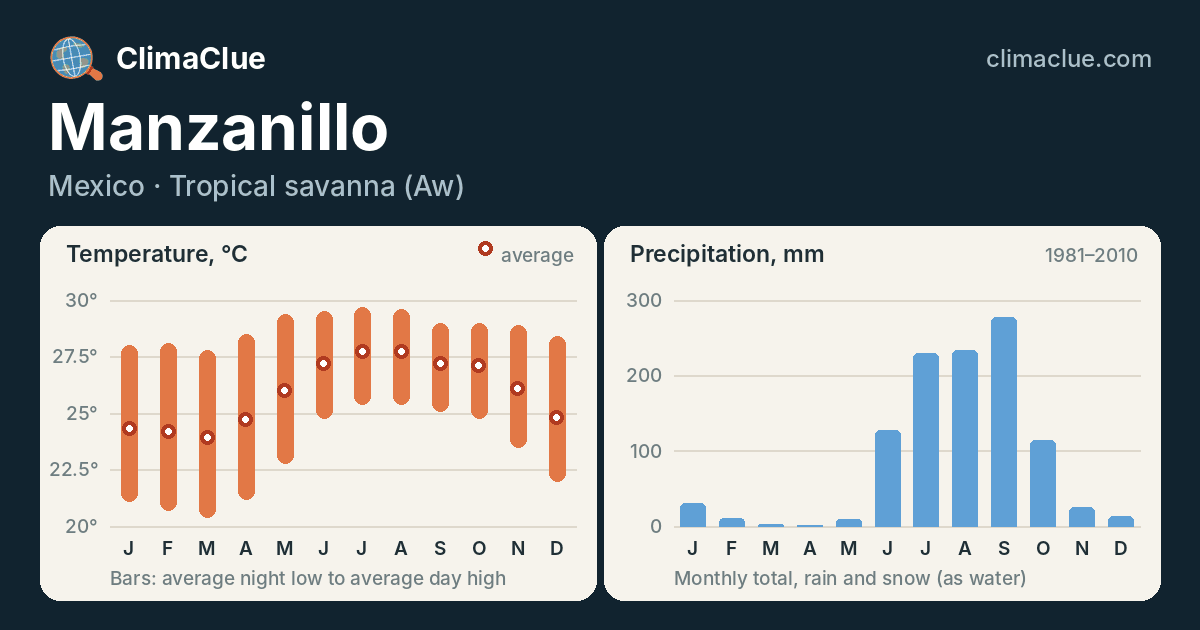 ClimaClue
climaclue.com
Manzanillo
Mexico · Tropical savanna (Aw)
Temperature, °C
average
30°
27.5°
25°
22.5°
20°
J F M A M J J A S O N D
Bars: average night low to average day high
Precipitation, mm
1981–2010
300
200
100
0
J F M A M J J A S O N D
Monthly total, rain and snow (as water)